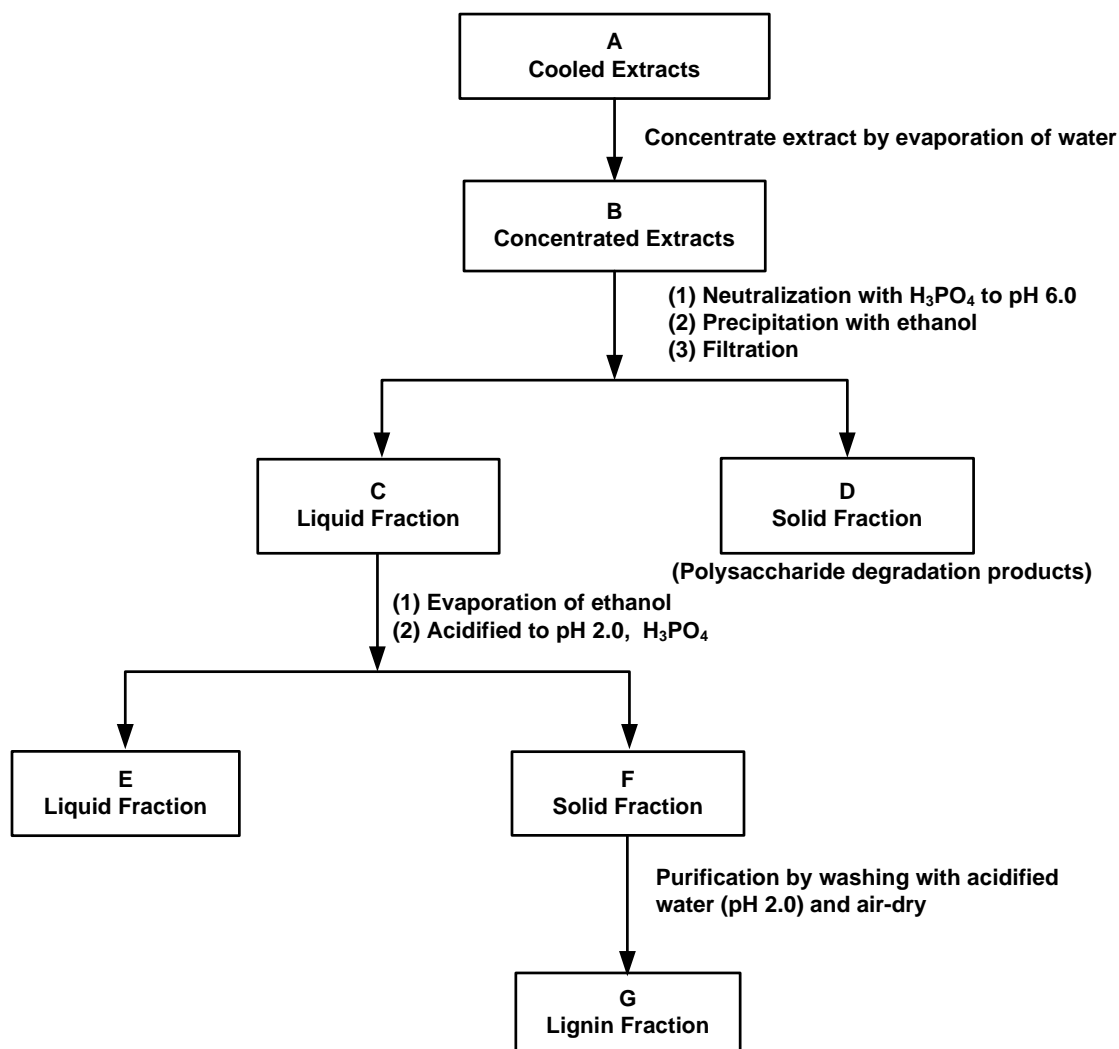 A
Cooled Extracts
Concentrate extract by evaporation of water
B
Concentrated Extracts
(1) Neutralization with H₃PO₄ to pH 6.0
(2) Precipitation with ethanol
(3) Filtration
C
Liquid Fraction
D
Solid Fraction
(Polysaccharide degradation products)
(1) Evaporation of ethanol
(2) Acidified to pH 2.0, H₃PO₄
E
Liquid Fraction
F
Solid Fraction
Purification by washing with acidified
water (pH 2.0) and air-dry
G
Lignin Fraction